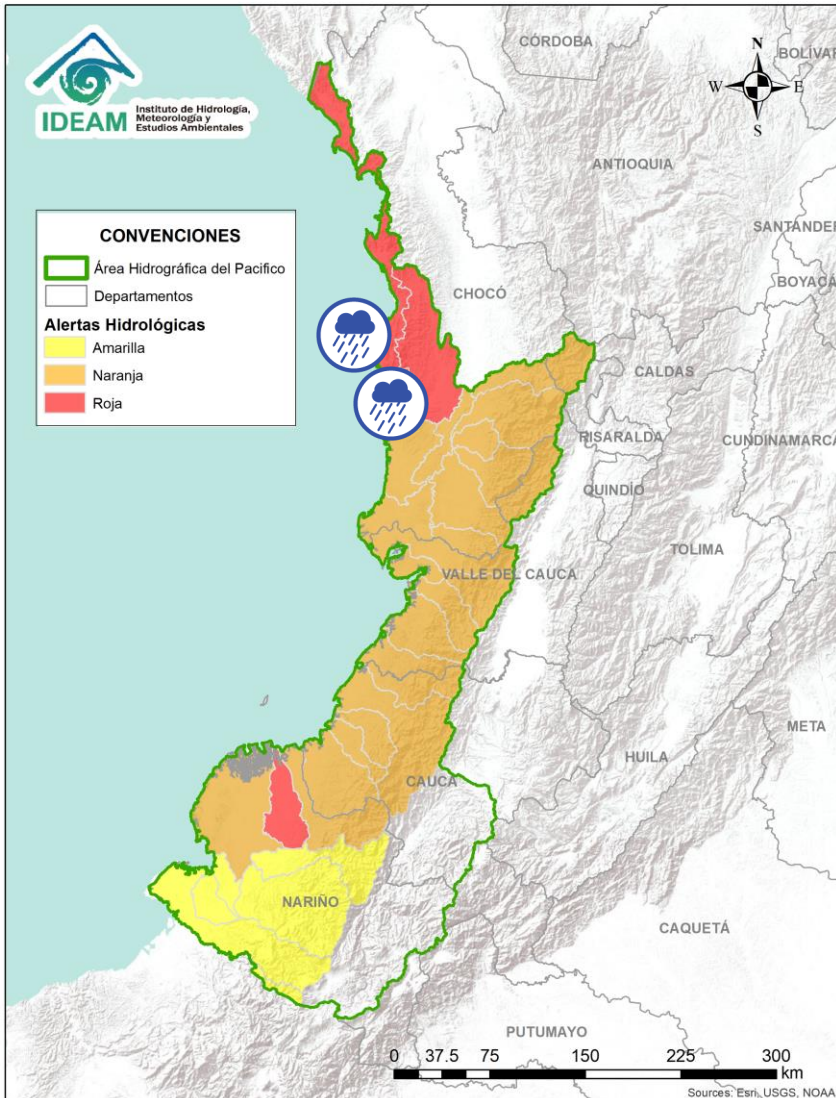 IDEAM
Instituto de Hidrología,
Meteorología y
Estudios Ambientales
CÓRDOBA
BOLÍVAR
N
W
E
S
ANTIOQUIA
SANTANDER
BOYACÁ
CHOCÓ
CONVENCIONES
Área Hidrográfica del Pacifico
Departamentos
Alertas Hidrológicas
Amarilla
Naranja
Roja
CALDAS
RISARALDA
CUNDINAMARCA
QUINDÍO
TOLIMA
VALLE DEL CAUCA
META
HUILA
CAUCA
NARIÑO
CAQUETÁ
PUTUMAYO
0 37.5 75 150 225 300
km
Sources: Esri, USGS, NOAA